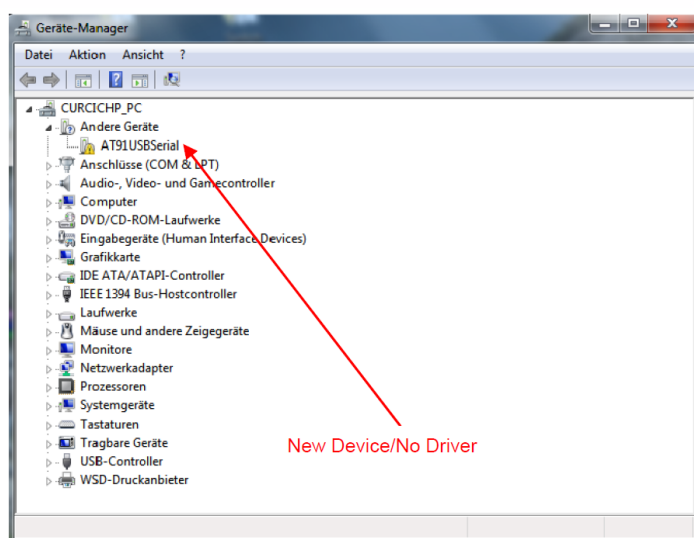 Geräte-Manager
Datei Aktion Ansicht ?
CURCICHP_PC
Andere Geräte
AT91USBSerial
Anschlüsse (COM & LPT)
Audio-, Video- und Gamecontroller
Computer
DVD/CD-ROM-Laufwerke
Eingabegeräte (Human Interface Devices)
Grafikkarte
IDE ATA/ATAPI-Controller
IEEE 1394 Bus-Hostcontroller
Laufwerke
Mäuse und andere Zeigegeräte
Monitore
Netzwerkadapter
Prozessoren
Systemgeräte
Tastaturen
Tragbare Geräte
New Device/No Driver
USB-Controller
WSD-Druckanbieter